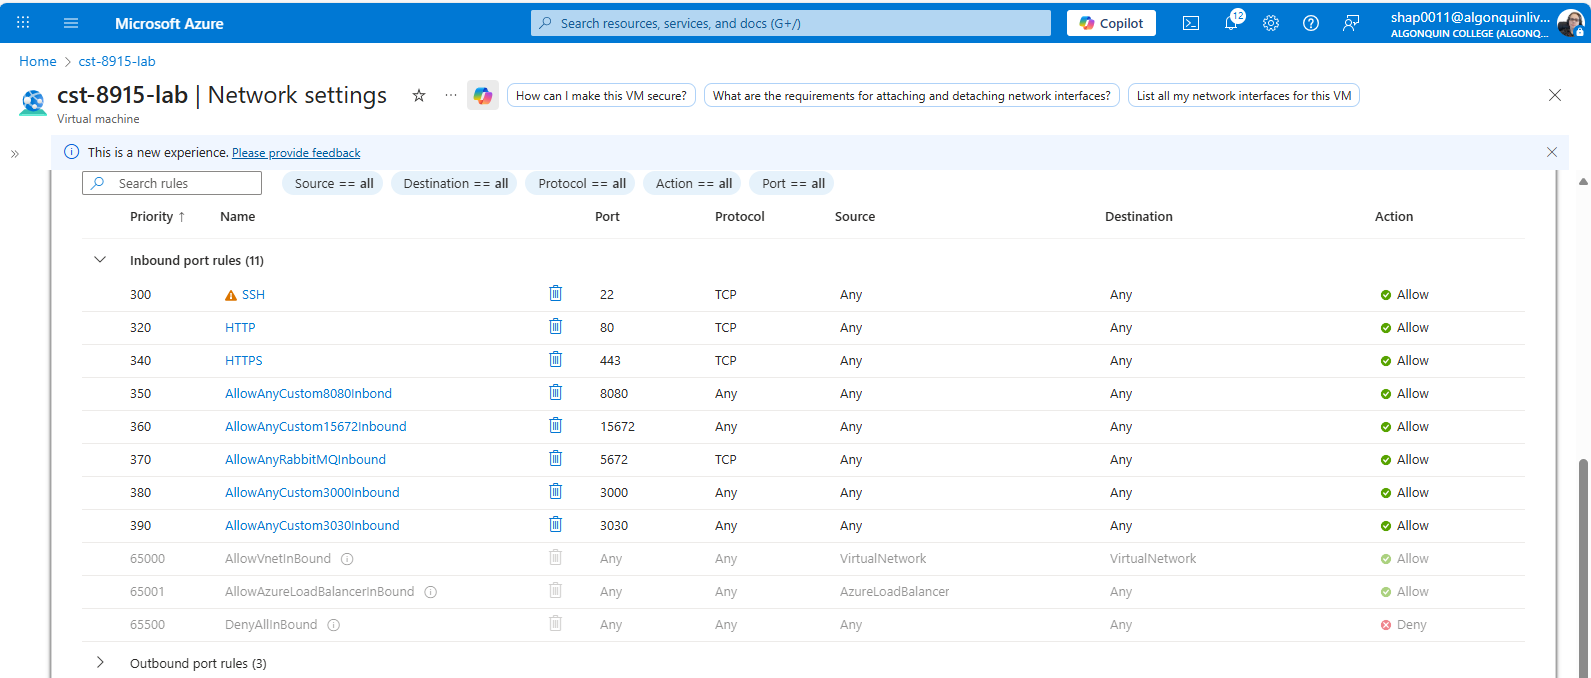 Microsoft Azure
Search resources, services, and docs (G+/)
Copilot
12
shap0011@algonquinliv...
ALGONQUIN COLLEGE (ALGONQ...
Home > cst-8915-lab
cst-8915-lab | Network settings
Virtual machine
How can I make this VM secure?
What are the requirements for attaching and detaching network interfaces?
List all my network interfaces for this VM
This is a new experience. Please provide feedback
Search rules
Source == all
Destination == all
Protocol == all
Action == all
Port == all
Priority ↑ Name Port Protocol Source Destination Action
Inbound port rules (11)
300 SSH 22 TCP Any Any Allow
320 HTTP 80 TCP Any Any Allow
340 HTTPS 443 TCP Any Any Allow
350 AllowAnyCustom8080Inbond 8080 Any Any Any Allow
360 AllowAnyCustom15672Inbound 15672 Any Any Any Allow
370 AllowAnyRabbitMQInbound 5672 TCP Any Any Allow
380 AllowAnyCustom3000Inbound 3000 Any Any Any Allow
390 AllowAnyCustom3030Inbound 3030 Any Any Any Allow
65000 AllowVnetInBound Any Any VirtualNetwork VirtualNetwork Allow
65001 AllowAzureLoadBalancerInBound Any Any AzureLoadBalancer Any Allow
65500 DenyAllInBound Any Any Any Any Deny
Outbound port rules (3)